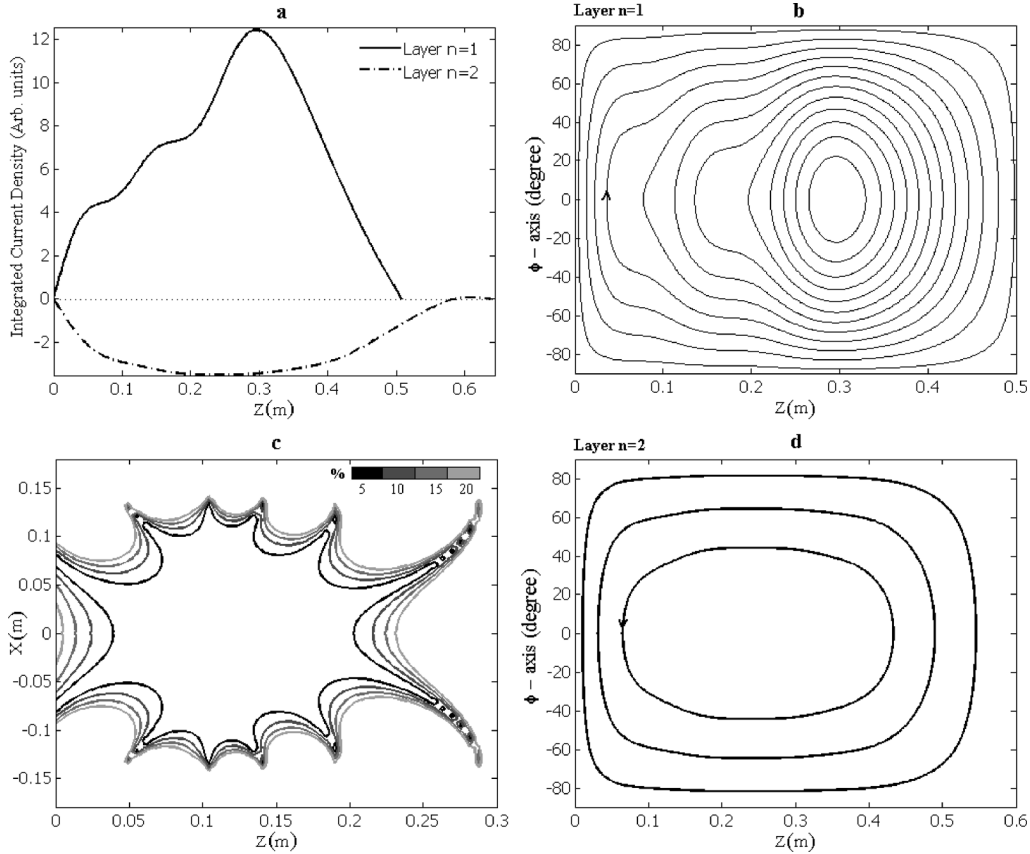 a
Integrated Current Density (Arb. units)
12
10
8
6
4
2
0
-2
Layer n=1
Layer n=2
0 0.1 0.2 0.3 0.4 0.5 0.6
Z(m)
Layer n=1
b
ϕ - axis (degree)
80
60
40
20
0
-20
-40
-60
-80
0 0.1 0.2 0.3 0.4 0.5
Z(m)
c
X(m)
0.15
0.1
0.05
0
-0.05
-0.1
-0.15
%
5 10 15 20
0 0.05 0.1 0.15 0.2 0.25 0.3
Z(m)
Layer n=2
d
ϕ - axis (degree)
80
60
40
20
0
-20
-40
-60
-80
0 0.1 0.2 0.3 0.4 0.5 0.6
Z(m)